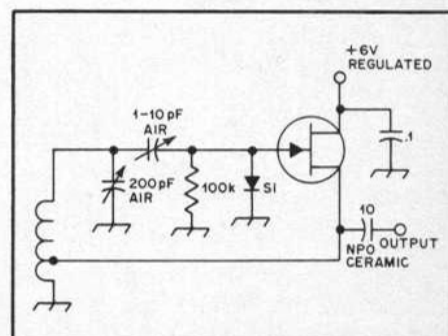 +6V
REGULATED
1-10 pF
AIR
200pF
AIR
100k
SI
.1
10
NPO
CERAMIC
OUTPUT